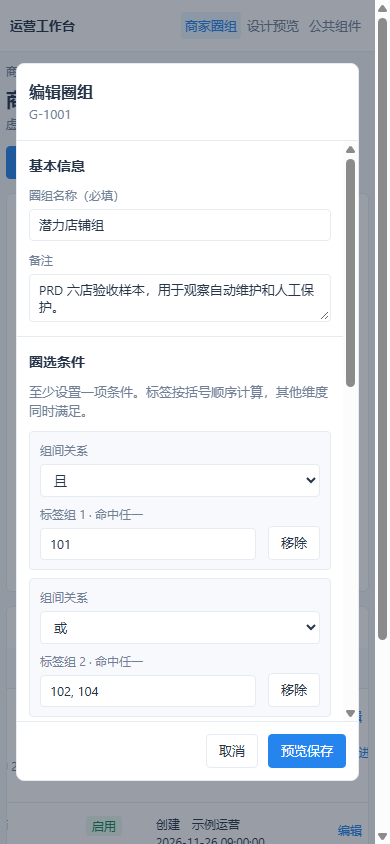 运营工作台
商家圈组 设计预览 公共组件
编辑圈组
G-1001
基本信息
圈组名称（必填）
潜力店铺组
备注
PRD 六店验收样本，用于观察自动维护和人工保
护。
圈选条件
至少设置一项条件。标签按括号顺序计算，其他维度
同时满足。
组间关系
且
标签组 1 · 命中任一
101
移除
组间关系
或
标签组 2 · 命中任一
102, 104
移除
取消
预览保存
启用
创建 示例运营
2026-11-26 09:00:00
编辑